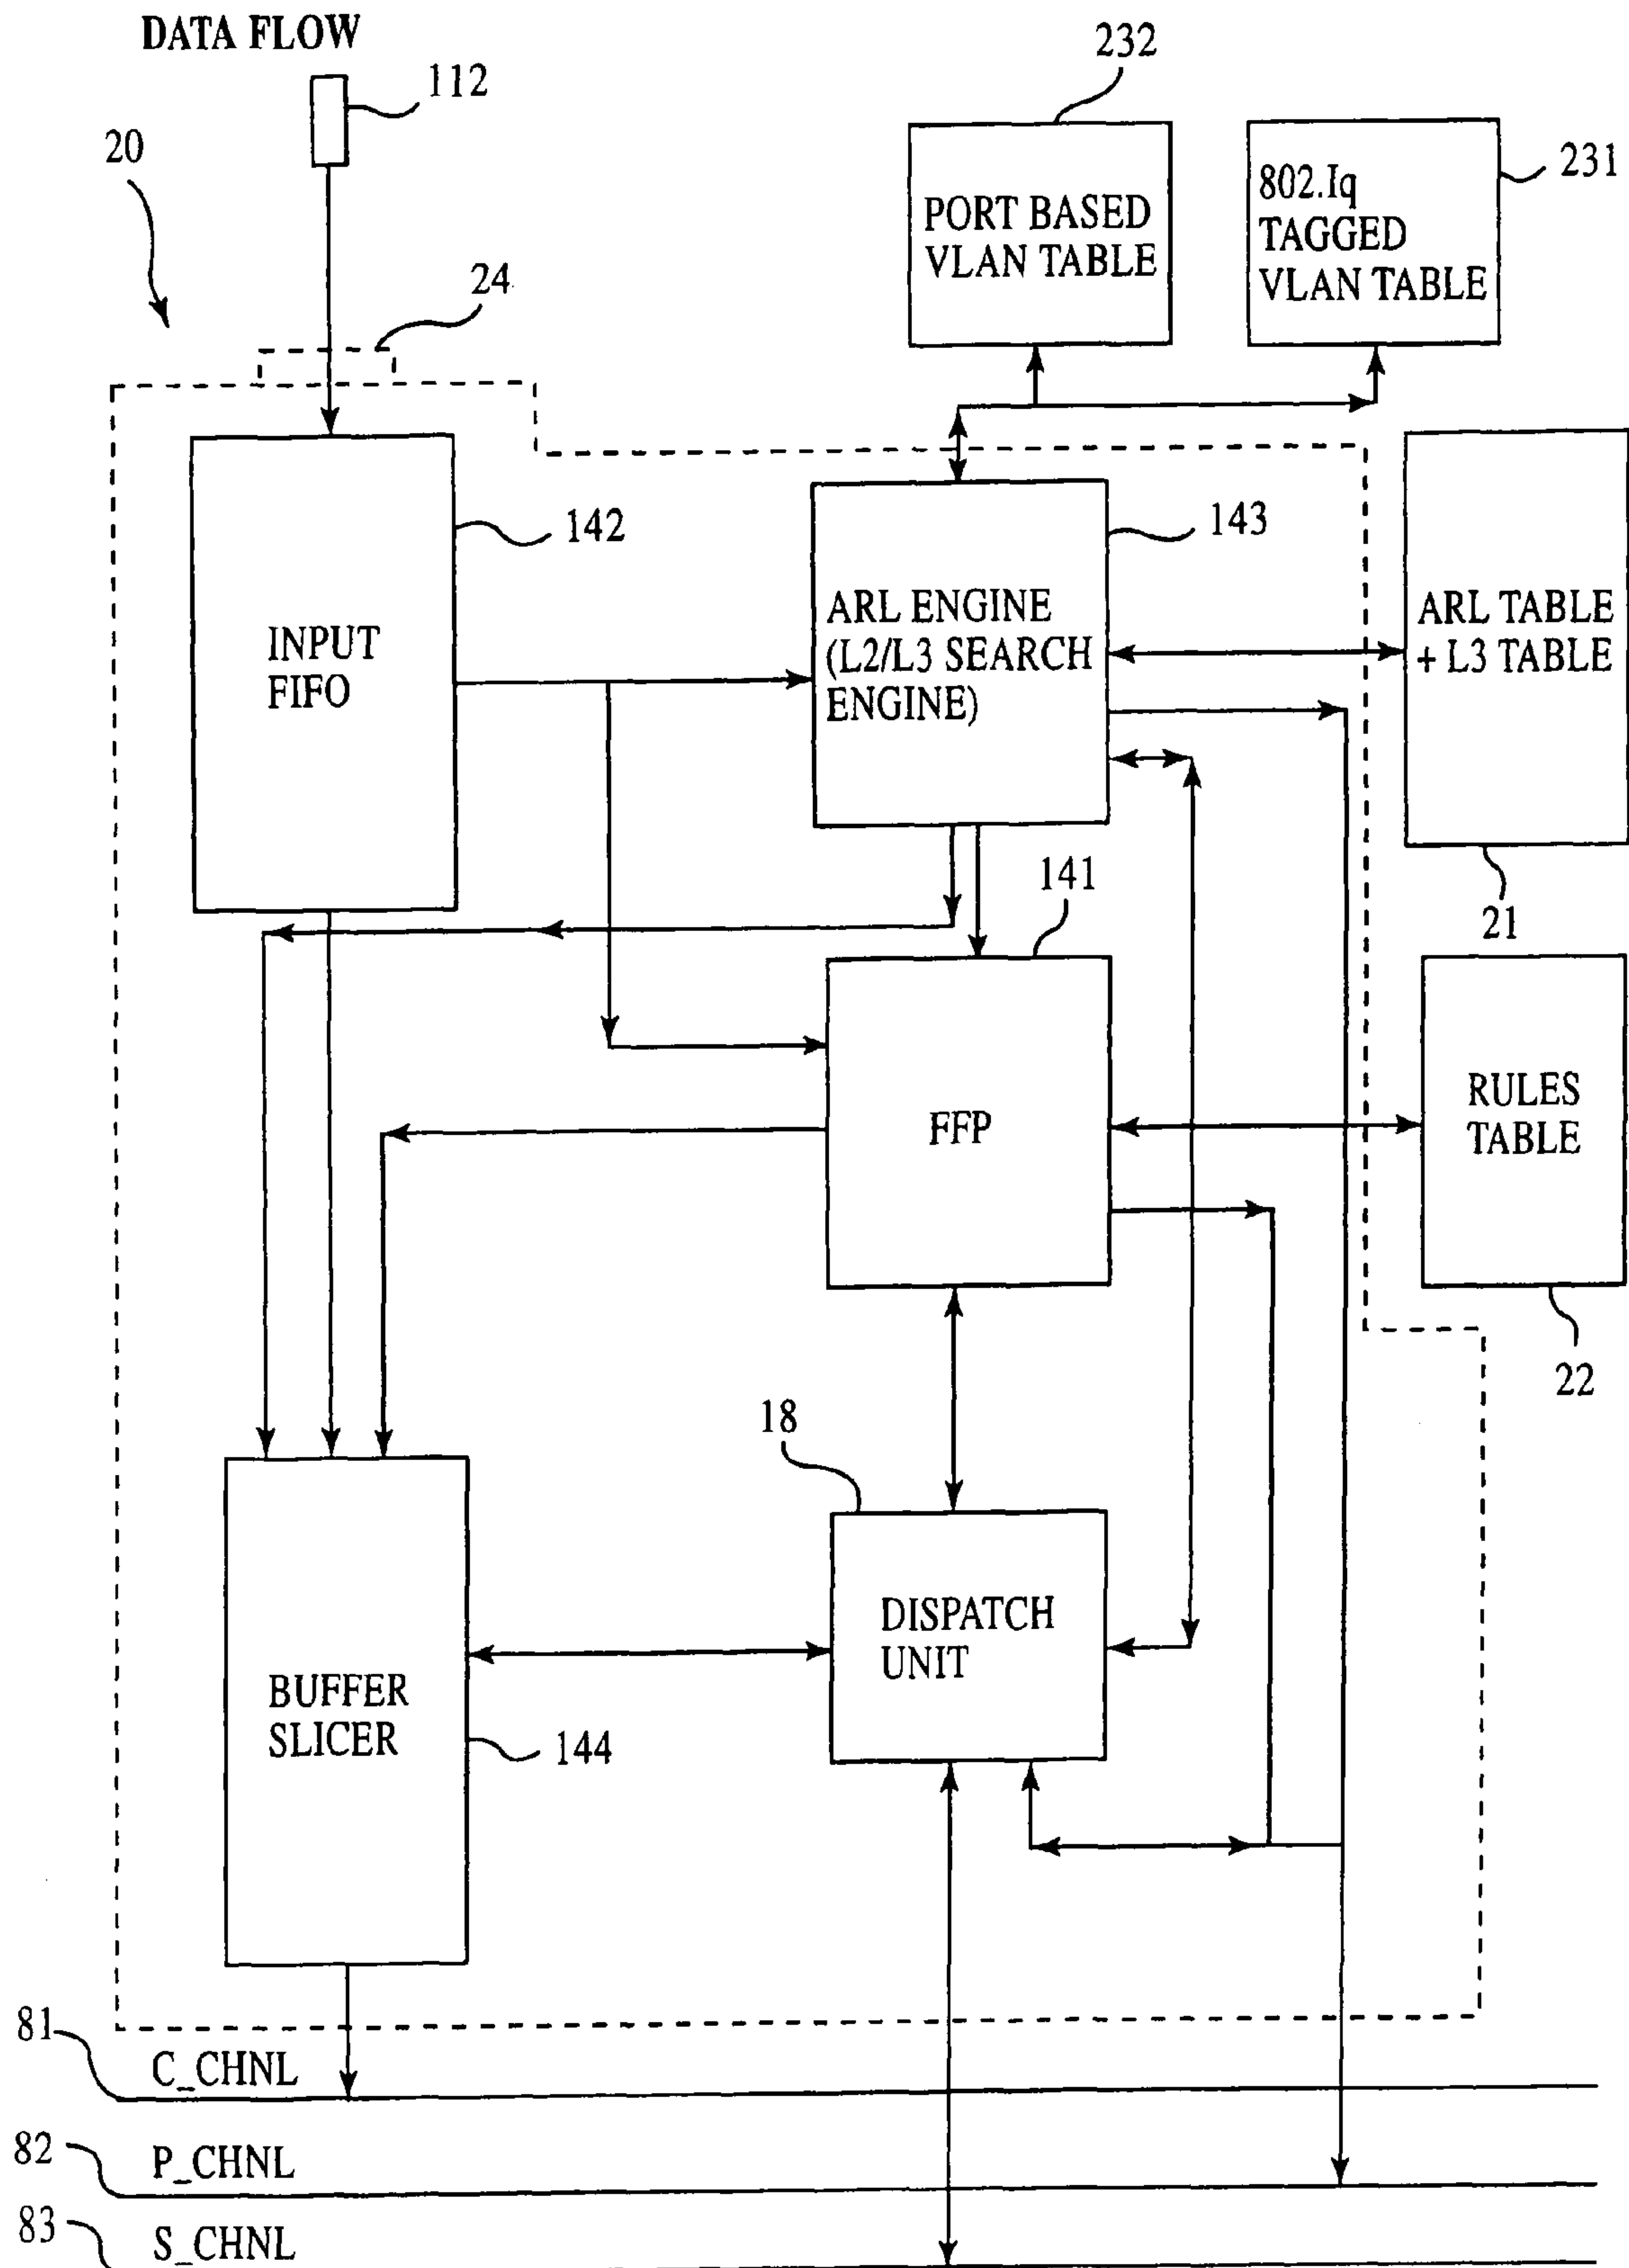 DATA FLOW
112
20
24
232
231
PORT BASED
VLAN TABLE
802.Iq
TAGGED
VLAN TABLE
142
143
INPUT
FIFO
ARL ENGINE
(L2/L3 SEARCH
ENGINE)
ARL TABLE
+ L3 TABLE
21
141
FFP
RULES
TABLE
22
18
DISPATCH
UNIT
BUFFER
SLICER
144
81
C_CHNL
82
P_CHNL
83
S_CHNL